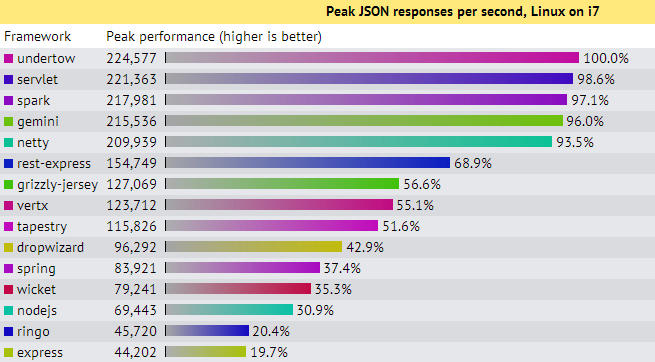 Peak JSON responses per second, Linux on i7
Framework Peak performance (higher is better)
undertow 224,577 100.0%
servlet 221,363 98.6%
spark 217,981 97.1%
gemini 215,536 96.0%
netty 209,939 93.5%
rest-express 154,749 68.9%
grizzly-jersey 127,069 56.6%
vertx 123,712 55.1%
tapestry 115,826 51.6%
dropwizard 96,292 42.9%
spring 83,921 37.4%
wicket 79,241 35.3%
nodejs 69,443 30.9%
ringo 45,720 20.4%
express 44,202 19.7%